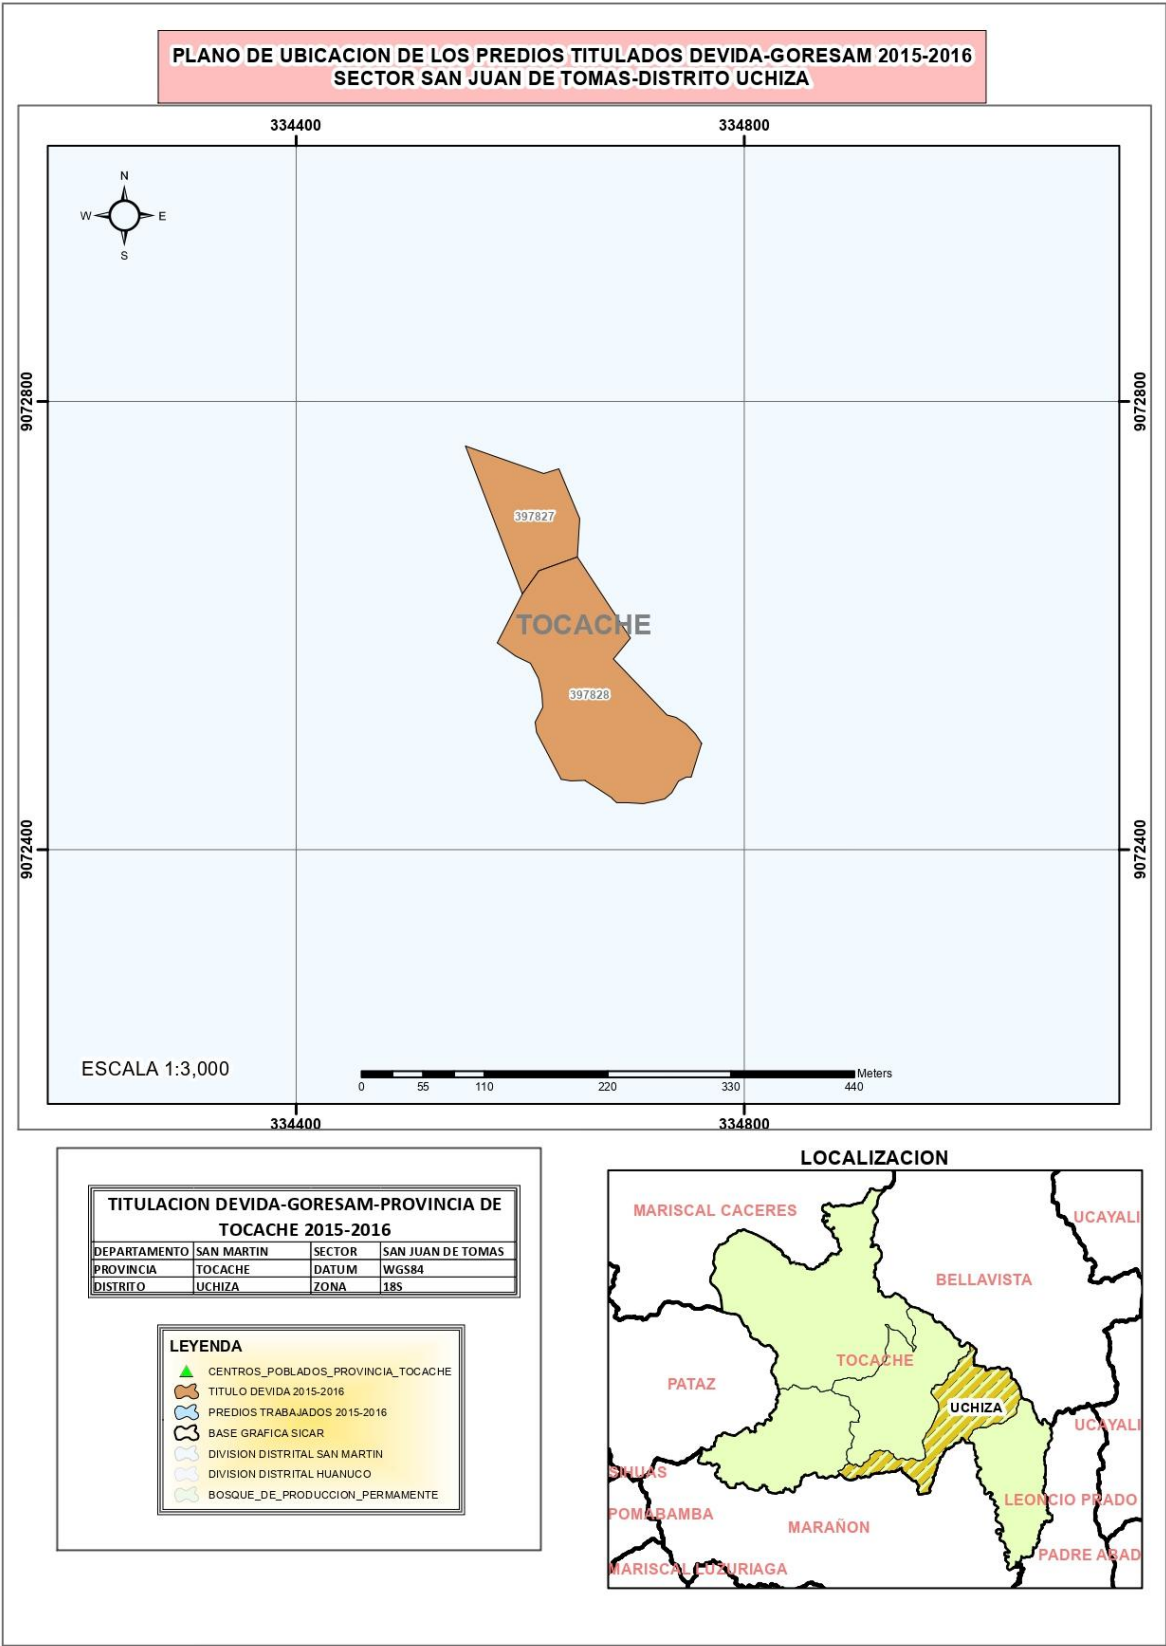 PLANO DE UBICACION DE LOS PREDIOS TITULADOS DEVIDA-GORESAM 2015-2016
SECTOR SAN JUAN DE TOMAS-DISTRITO UCHIZA
334400 334800
N
W E
S
9072800 9072800
397827
TOCACHE
397828
9072400 9072400
ESCALA 1:3,000
Meters
0 55 110 220 330 440
334400 334800
TITULACION DEVIDA-GORESAM-PROVINCIA DE
TOCACHE 2015-2016
DEPARTAMENTO SAN MARTIN SECTOR SAN JUAN DE TOMAS
PROVINCIA TOCACHE DATUM WGS84
DISTRITO UCHIZA ZONA 18S
LEYENDA
CENTROS_POBLADOS_PROVINCIA_TOCACHE
TITULO DEVIDA 2015-2016
PREDIOS TRABAJADOS 2015-2016
BASE GRAFICA SICAR
DIVISION DISTRITAL SAN MARTIN
DIVISION DISTRITAL HUANUCO
BOSQUE_DE_PRODUCCION_PERMAMENTE
LOCALIZACION
MARISCAL CACERES
UCAYALI
BELLAVISTA
TOCACHE
PATAZ
UCHIZA
UCAYALI
SIHUAS
LEONCIO PRADO
POMABAMBA
MARAÑON
PADRE ABAD
MARISCAL LUZURIAGA